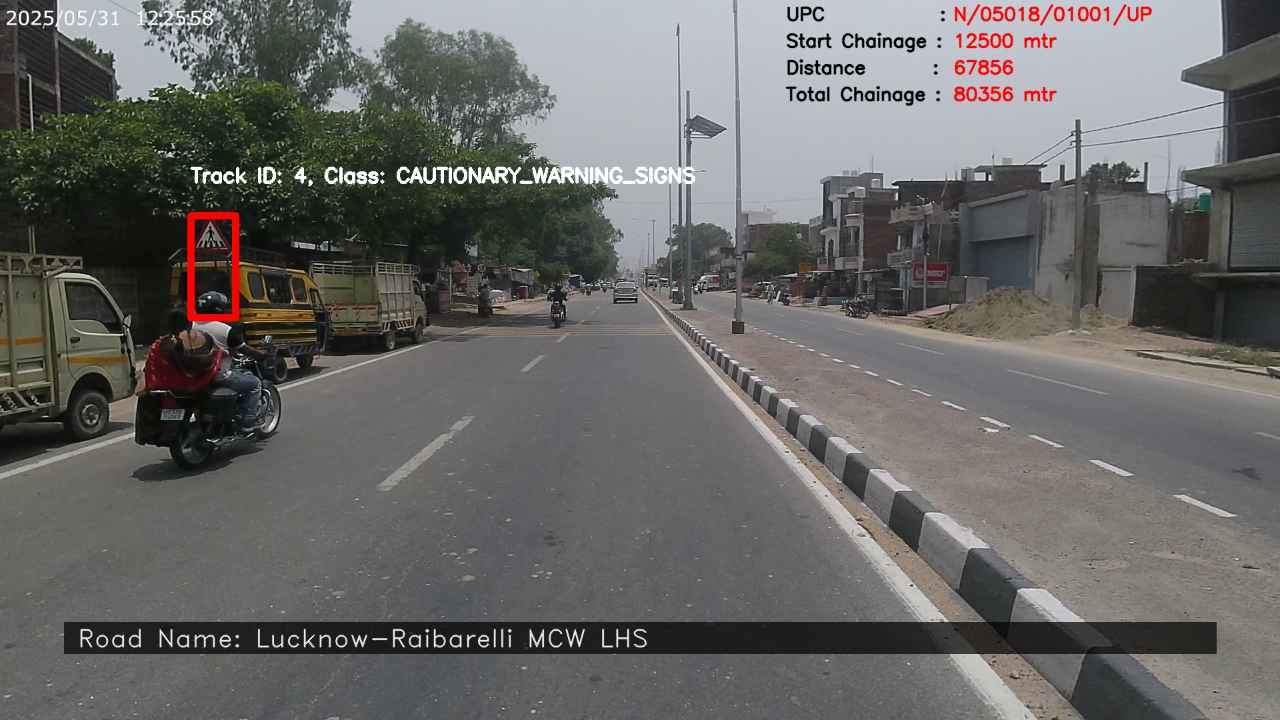 2025/05/31 12:25:58
UPC : N/05018/01001/UP
Start Chainage : 12500 mtr
Distance : 67856
Total Chainage : 80356 mtr
Track ID: 4, Class: CAUTIONARY_WARNING_SIGNS
Road Name: Lucknow-Raibarelli MCW LHS